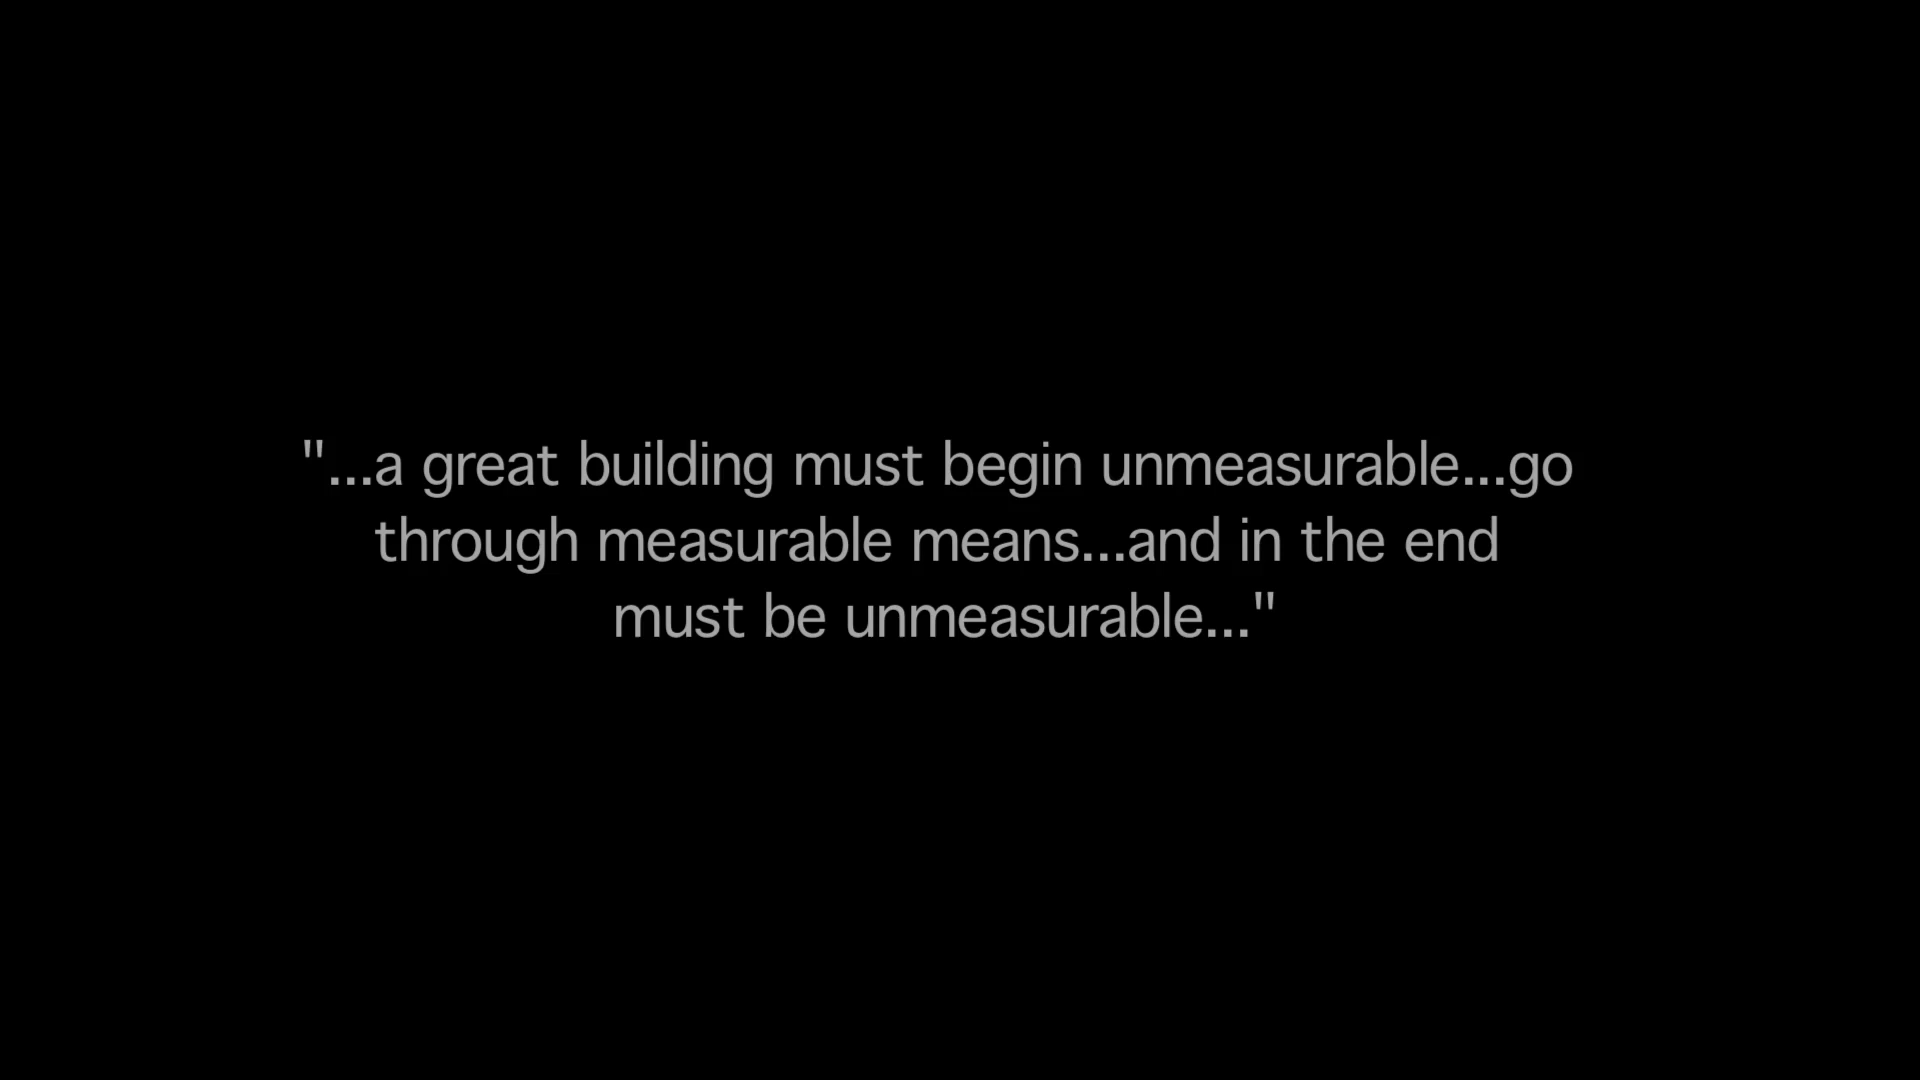 "...a great building must begin unmeasurable...go
through measurable means...and in the end
must be unmeasurable..."